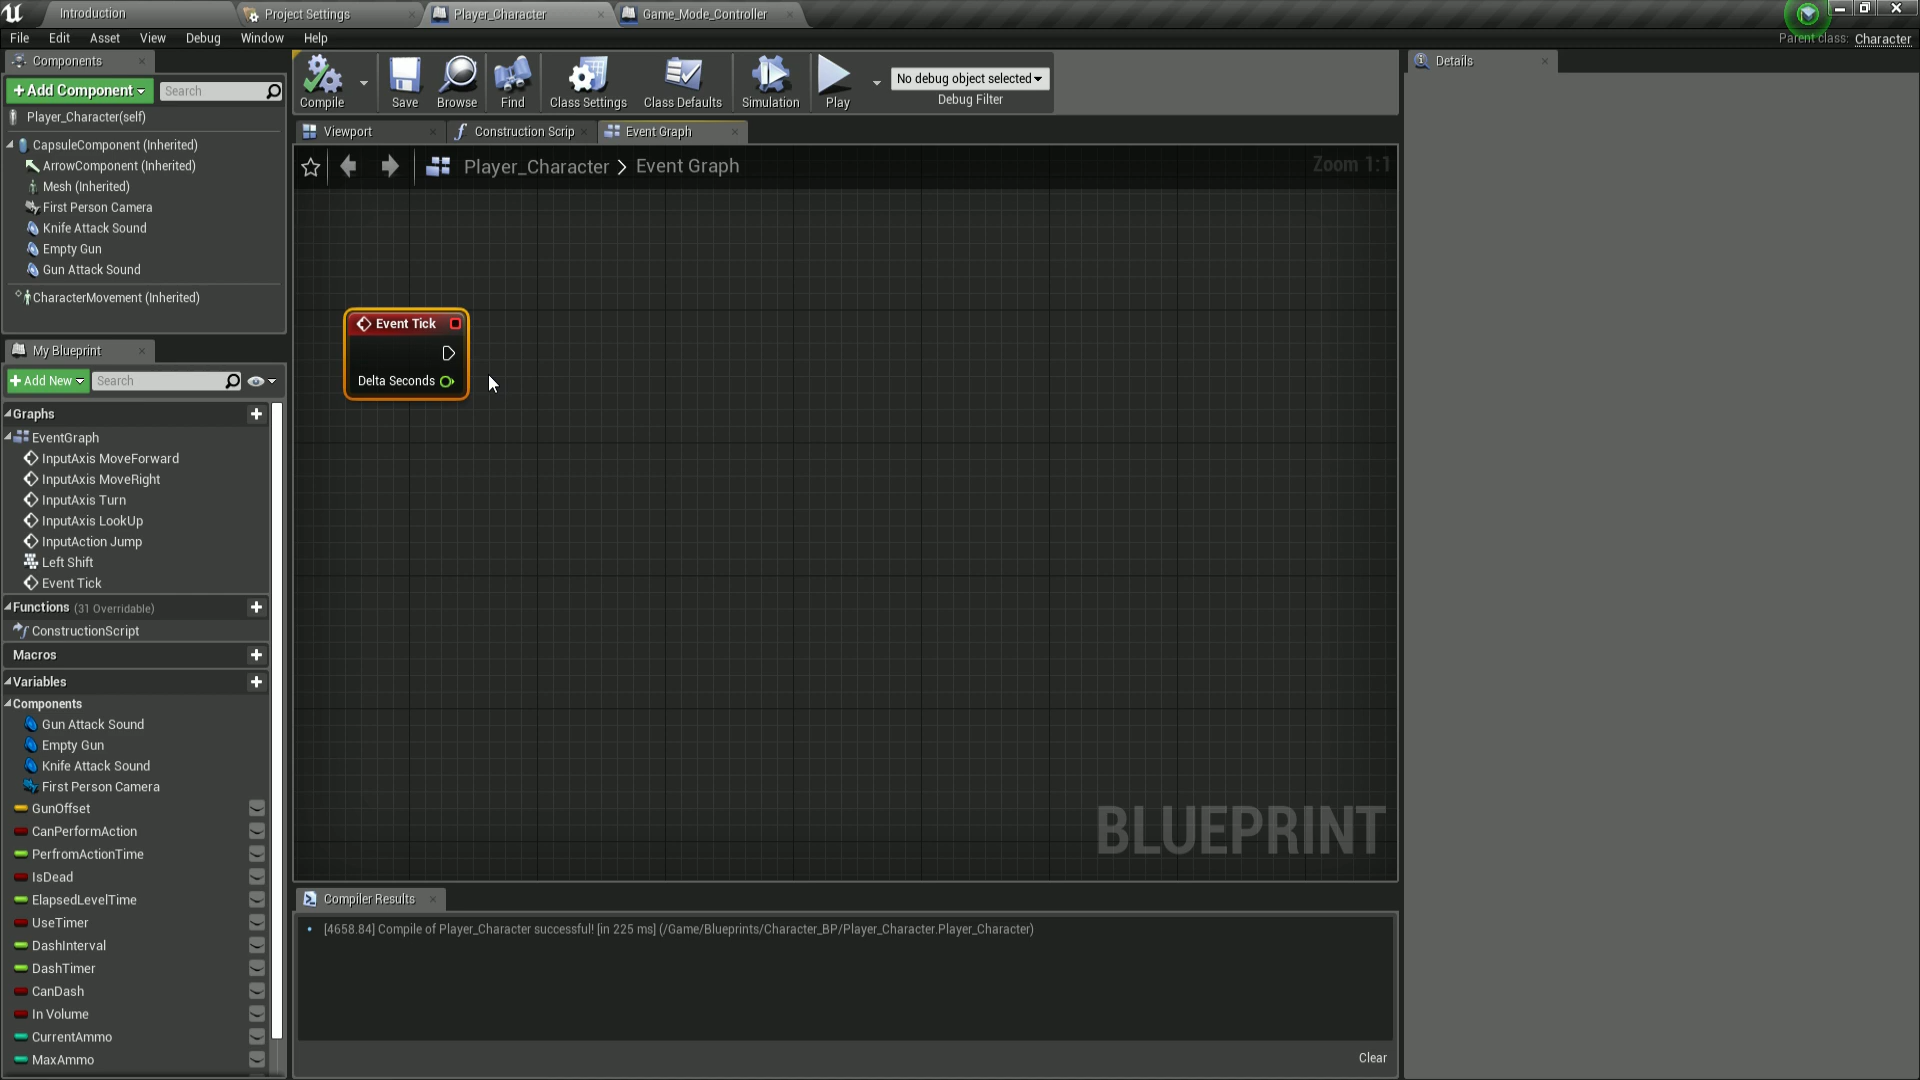 Introduction
Project Settings
Player_Character
Game_Mode_Controller
File Edit Asset View Debug Window Help
Parent class: Character
Components
+Add Component
Search
Player_Character(self)
CapsuleComponent (Inherited)
ArrowComponent (Inherited)
Mesh (Inherited)
First Person Camera
Knife Attack Sound
Empty Gun
Gun Attack Sound
CharacterMovement (Inherited)
My Blueprint
+Add New
Search
Graphs
EventGraph
InputAxis MoveForward
InputAxis MoveRight
InputAxis Turn
InputAxis LookUp
InputAction Jump
Left Shift
Event Tick
Functions (31 Overridable)
ConstructionScript
Macros
Variables
Components
Gun Attack Sound
Empty Gun
Knife Attack Sound
First Person Camera
GunOffset
CanPerformAction
PerfromActionTime
IsDead
ElapsedLevelTime
UseTimer
DashInterval
DashTimer
CanDash
In Volume
CurrentAmmo
MaxAmmo
Compile
Save
Browse
Find
Class Settings
Class Defaults
Simulation
Play
No debug object selected
Debug Filter
Viewport
Construction Scrip
Event Graph
Player_Character > Event Graph
Zoom 1:1
Event Tick
Delta Seconds
BLUEPRINT
Compiler Results
[4658.84] Compile of Player_Character successful! [in 225 ms] (/Game/Blueprints/Character_BP/Player_Character.Player_Character)
Clear
Details